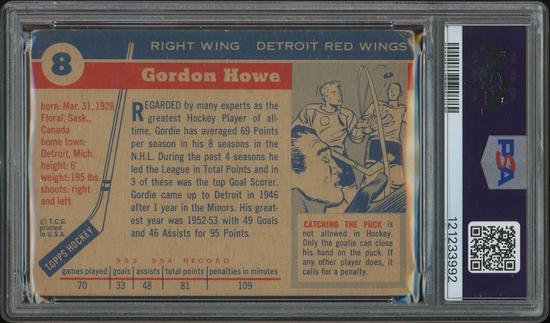 8
RIGHT WING DETROIT RED WINGS
Gordon Howe
born: Mar. 31, 1928
Floral, Sask.,
Canada
home town:
Detroit, Mich.
height: 6'
weight: 195 lbs.
shoots: right
and left
© T.C.G.
printed
in U.S.A
TOPPS HOCKEY
REGARDED by many experts as the
greatest Hockey Player of all-
time, Gordie has averaged 69 Points
per season in his 8 seasons in the
N.H.L. During the past 4 seasons he
led the League in Total Points and in
3 of these was the top Goal Scorer.
Gordie came up to Detroit in 1946
after 1 year in the Minors. His great-
est year was 1952-53 with 49 Goals
and 46 Assists for 95 Points.
CATCHING THE PUCK is
not allowed in Hockey.
Only the goalie can close
his hand on the puck. If
any other player does, it
calls for a penalty.
953 954 RECORD
games played goals assists total points penalties in minutes
70 33 48 81 109
PSA
121233992